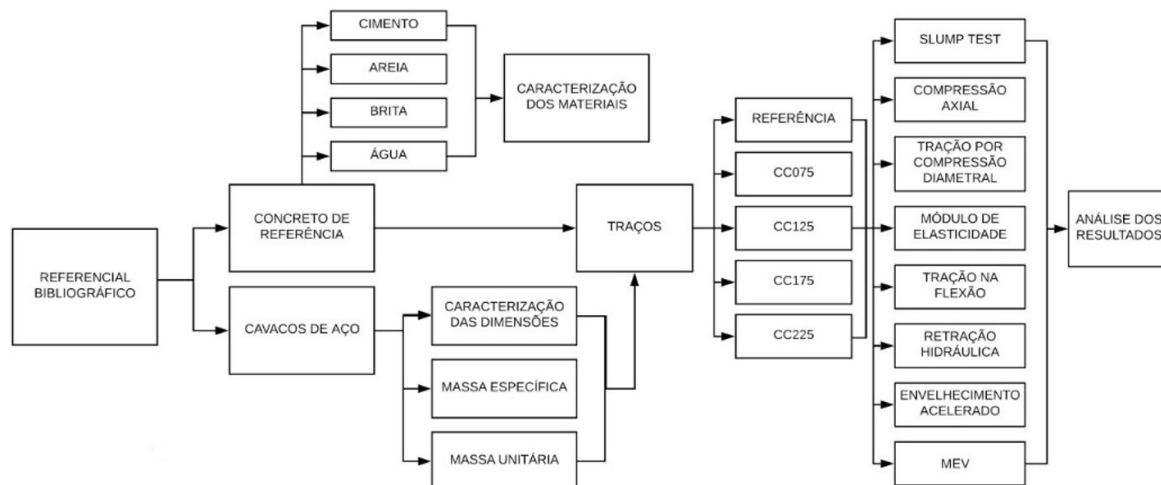 REFERENCIAL
BIBLIOGRÁFICO
CONCRETO DE
REFERÊNCIA
CAVACOS DE AÇO
CIMENTO
AREIA
BRITA
ÁGUA
CARACTERIZAÇÃO
DOS MATERIAIS
CARACTERIZAÇÃO
DAS DIMENSÕES
MASSA ESPECÍFICA
MASSA UNITÁRIA
TRAÇOS
REFERÊNCIA
CC075
CC125
CC175
CC225
SLUMP TEST
COMPRESSÃO
AXIAL
TRAÇÃO POR
COMPRESSÃO
DIAMETRAL
MÓDULO DE
ELASTICIDADE
TRAÇÃO NA
FLEXÃO
RETRAÇÃO
HIDRÁULICA
ENVELHECIMENTO
ACELERADO
MEV
ANÁLISE DOS
RESULTADOS